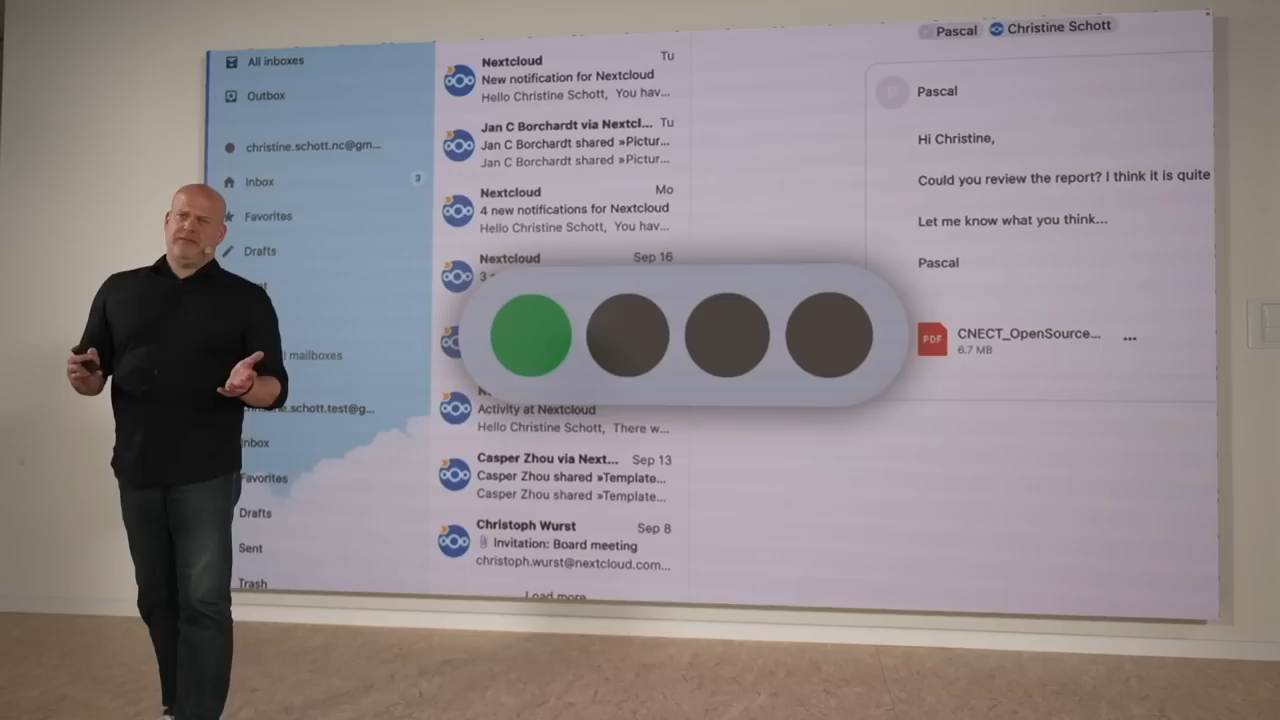 All inboxes
Outbox
christine.schott.nc@gm...
Inbox
3
Favorites
Drafts
mailboxes
schott.test@g...
Inbox
Favorites
Drafts
Sent
Trash
Nextcloud
Tu
New notification for Nextcloud
Hello Christine Schott, You hav...
Jan C Borchardt via Nextcl...
Tu
Jan C Borchardt shared »Pictur...
Jan C Borchardt shared »Pictur...
Nextcloud
Mo
4 new notifications for Nextcloud
Hello Christine Schott, You hav...
Nextcloud
Sep 16
3
Activity at Nextcloud
Hello Christine Schott, There w...
Casper Zhou via Next...
Sep 13
Casper Zhou shared »Template...
Casper Zhou shared »Template...
Christoph Wurst
Sep 8
Invitation: Board meeting
christoph.wurst@nextcloud.com...
Load more
Pascal
Christine Schott
P
Pascal
Hi Christine,
Could you review the report? I think it is quite
Let me know what you think...
Pascal
PDF
CNECT_OpenSource...
6.7 MB